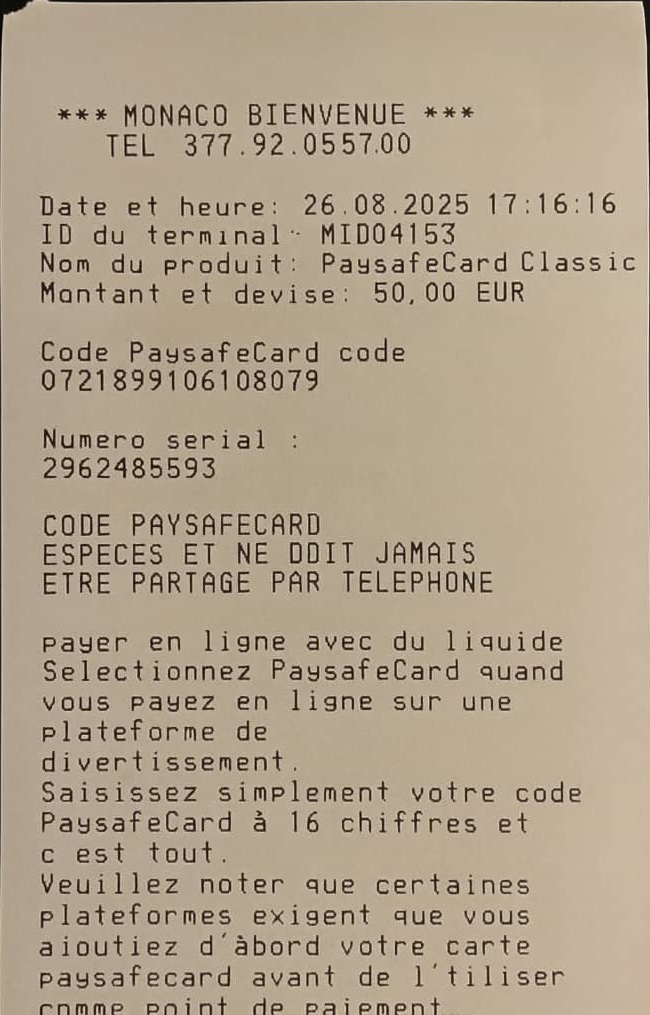 *** MONACO BIENVENUE ***
TEL 377.92.0557.00
Date et heure: 26.08.2025 17:16:16
ID du terminal: MID04153
Nom du produit: PaysafeCard Classic
Montant et devise: 50,00 EUR
Code PaysafeCard code
0721899106108079
Numero serial :
2962485593
CODE PAYSAFECARD
ESPECES ET NE DDIT JAMAIS
ETRE PARTAGE PAR TELEPHONE
payer en ligne avec du liquide
Selectionnez PaysafeCard quand
vous payez en ligne sur une
plateforme de
divertissement.
Saisissez simplement votre code
PaysafeCard à 16 chiffres et
c est tout.
Veuillez noter que certaines
plateformes exigent que vous
aioutiez d'àbord votre carte
paysafecard avant de l'tiliser
cnmme point de paiement.